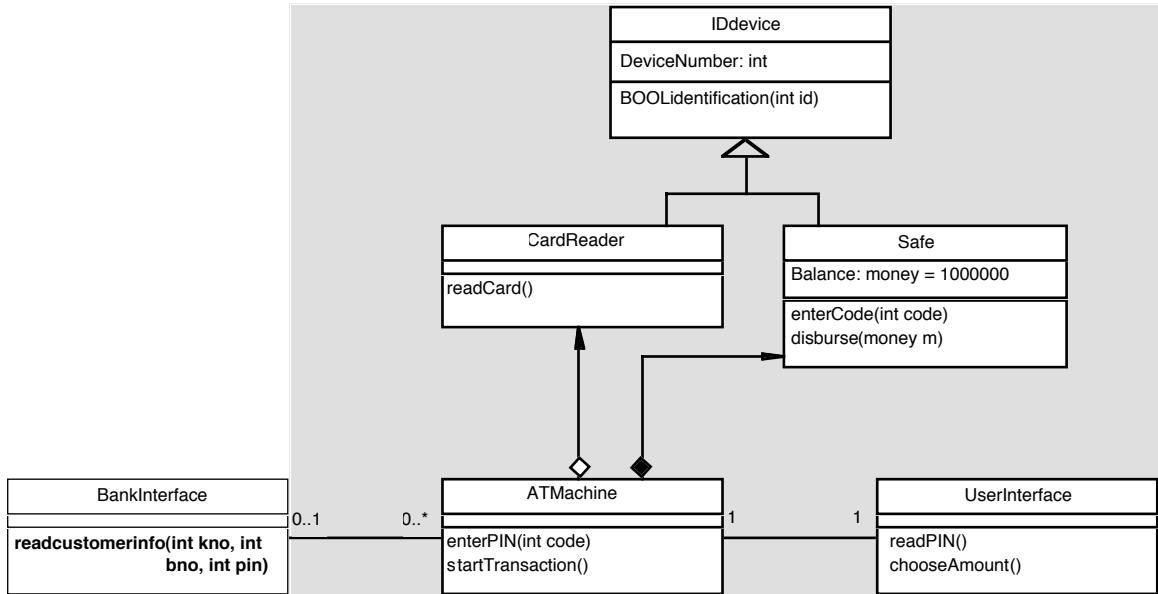 IDdevice
DeviceNumber: int
BOOLidentification(int id)
CardReader
readCard()
Safe
Balance: money = 1000000
enterCode(int code)
disburse(money m)
BankInterface
readcustomerinfo(int kno, int
bno, int pin)
0..1
0..*
ATMachine
enterPIN(int code)
startTransaction()
1
1
UserInterface
readPIN()
chooseAmount()